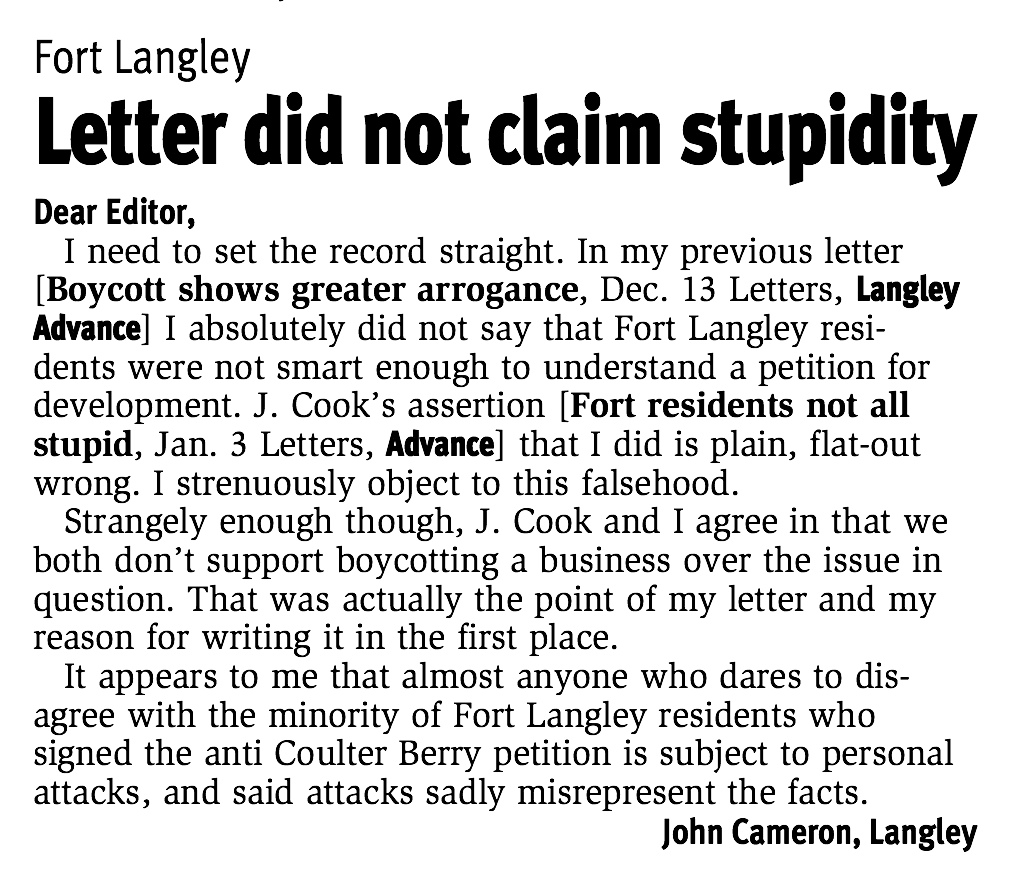 Fort Langley
Letter did not claim stupidity
Dear Editor,
I need to set the record straight. In my previous letter
[Boycott shows greater arrogance, Dec. 13 Letters, Langley
Advance] I absolutely did not say that Fort Langley resi-
dents were not smart enough to understand a petition for
development. J. Cook’s assertion [Fort residents not all
stupid, Jan. 3 Letters, Advance] that I did is plain, flat-out
wrong. I strenuously object to this falsehood.
Strangely enough though, J. Cook and I agree in that we
both don’t support boycotting a business over the issue in
question. That was actually the point of my letter and my
reason for writing it in the first place.
It appears to me that almost anyone who dares to dis-
agree with the minority of Fort Langley residents who
signed the anti Coulter Berry petition is subject to personal
attacks, and said attacks sadly misrepresent the facts.
John Cameron, Langley